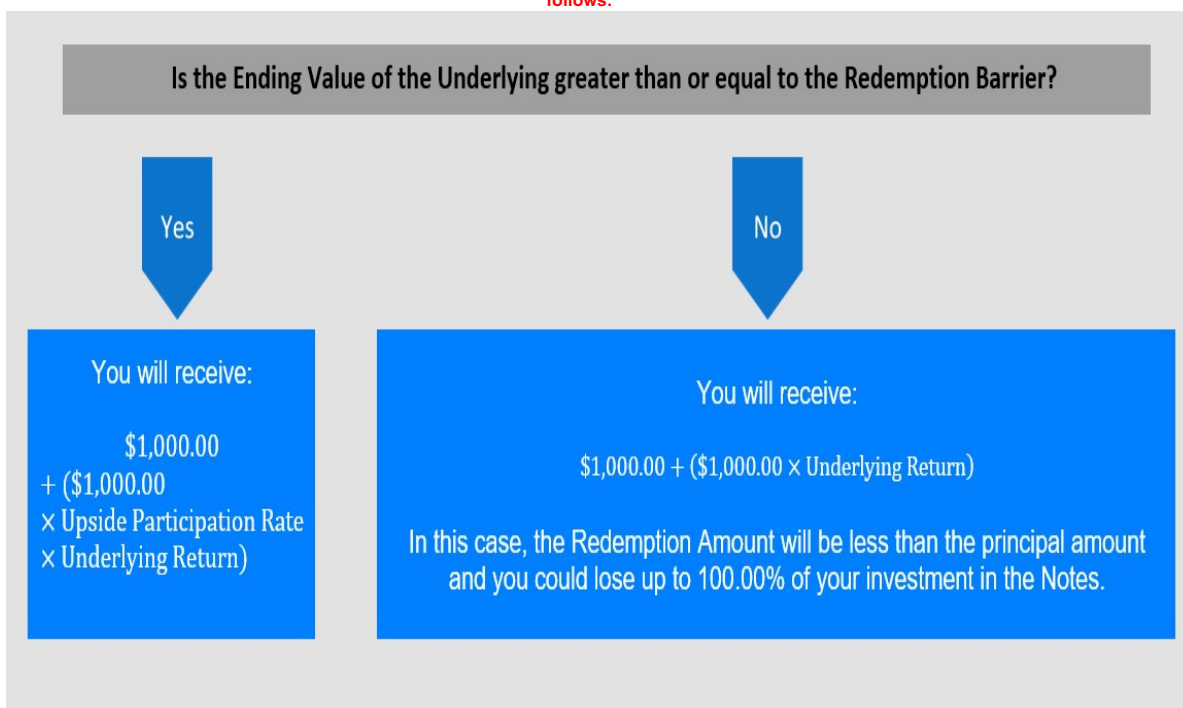 follows:
Is the Ending Value of the Underlying greater than or equal to the Redemption Barrier?
Yes
No
You will receive:
$1,000.00
+ ($1,000.00
× Upside Participation Rate
× Underlying Return)
You will receive:
$1,000.00 + ($1,000.00 × Underlying Return)
In this case, the Redemption Amount will be less than the principal amount
and you could lose up to 100.00% of your investment in the Notes.